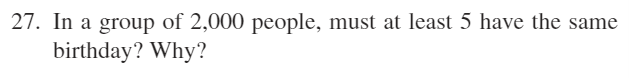 27. In a group of 2,000 people, must at least 5 have the same
birthday? Why?